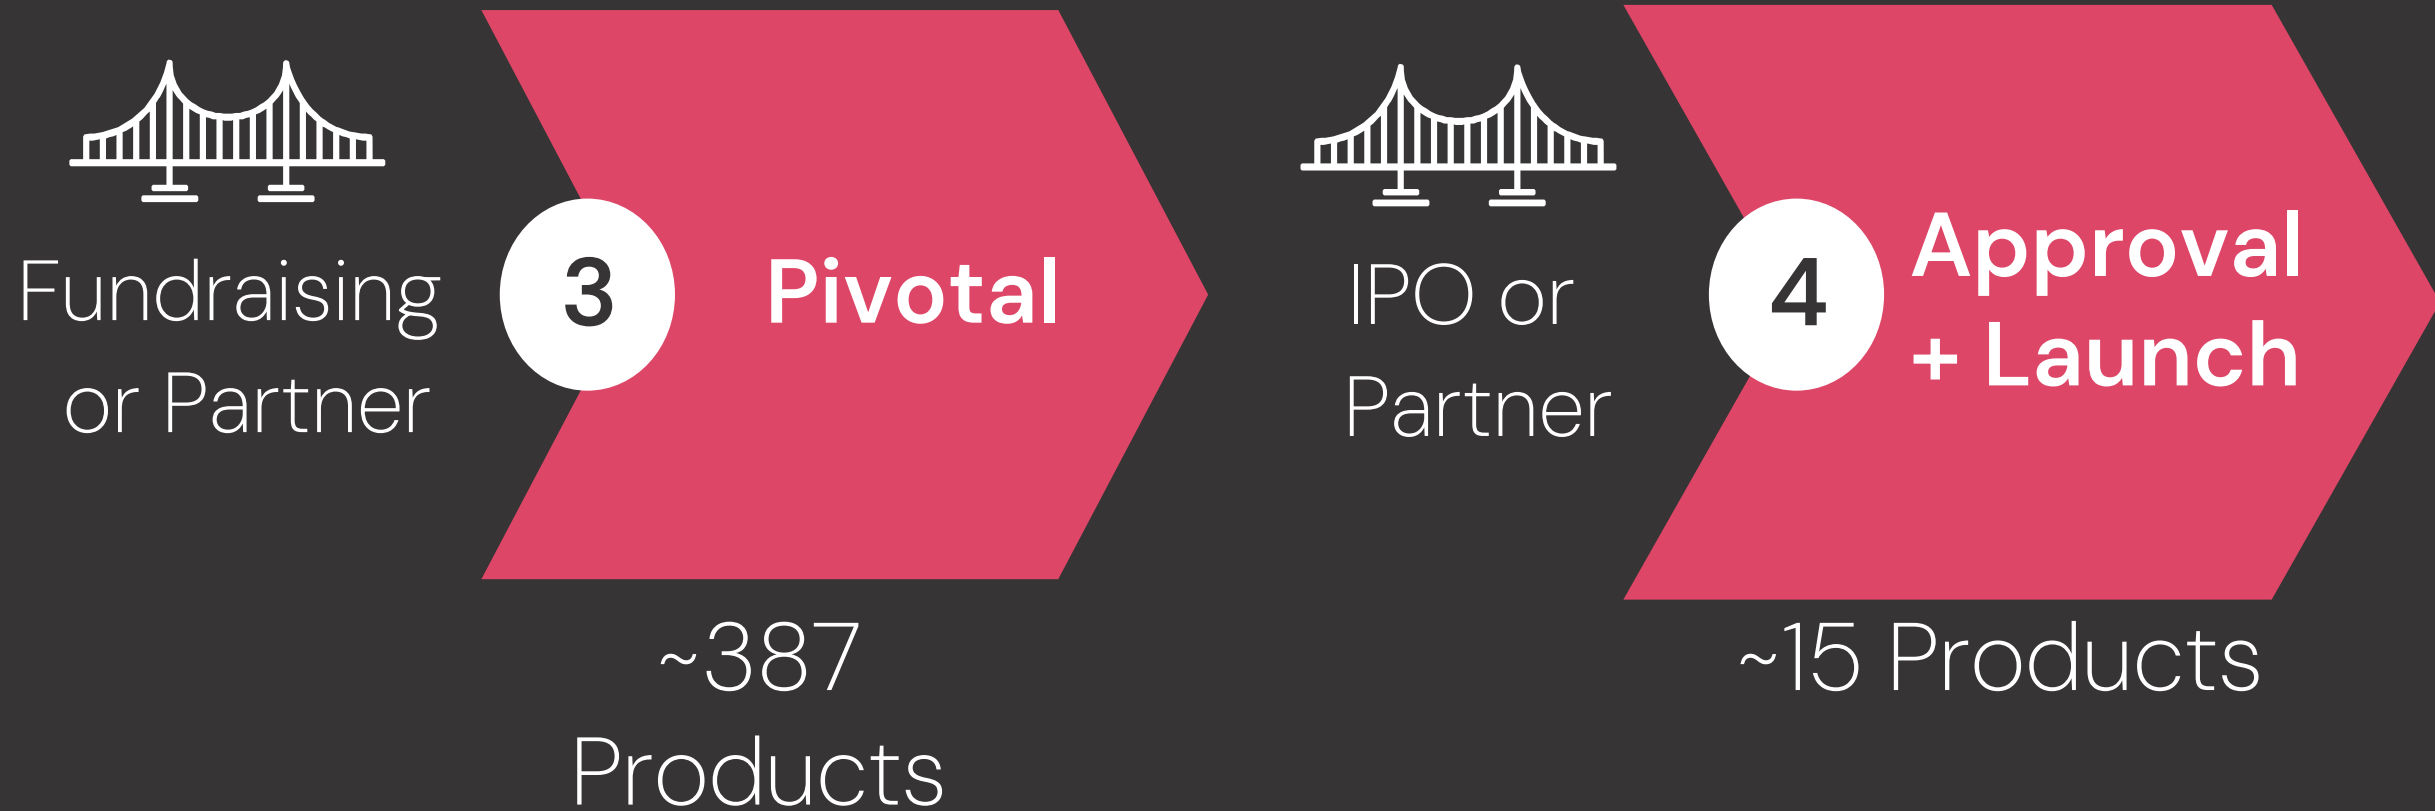 Fundraising
or Partner
3
Pivotal
~387
Products
IPO or
Partner
4
Approval
+ Launch
~15 Products